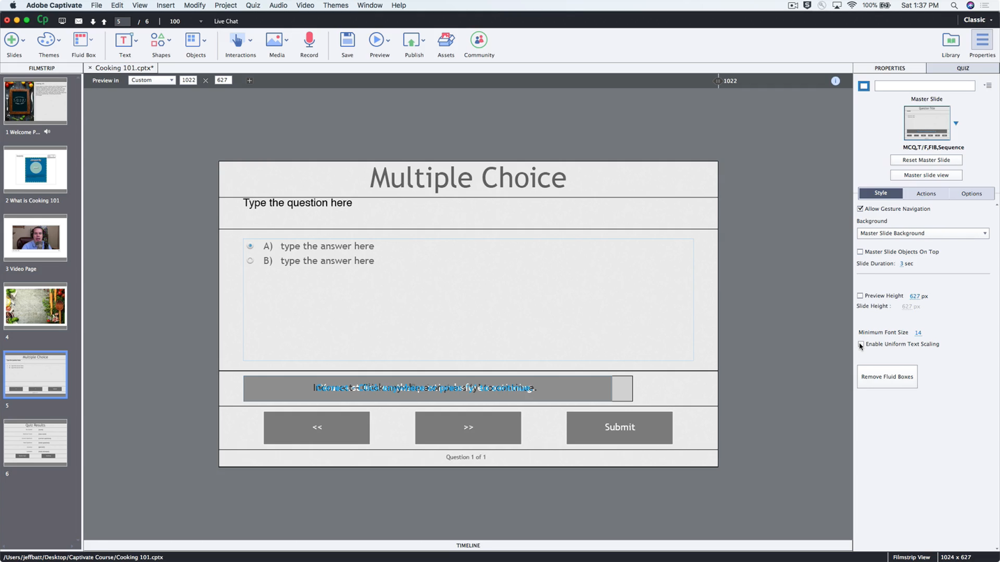 Adobe Captivate File Edit View Insert Modify Project Quiz Audio Video Themes Window Help 100% Sat 1:37 PM
Cp 5 / 6 100 Live Chat Classic
Slides Themes Fluid Box Text Shapes Objects Interactions Media Record Save Preview Publish Assets Community Library Properties
FILMSTRIP × Cooking 101.cptx* PROPERTIES QUIZ
Preview in Custom 1022 × 627 + 1022 i
Master Slide
MCQ,T/F,FIB,Sequence
Reset Master Slide
Master slide view
Style Actions Options
Allow Gesture Navigation
Background
Master Slide Background
Master Slide Objects On Top
Slide Duration: 3 sec
Preview Height 627 px
Slide Height : 627 px
Minimum Font Size 14
Enable Uniform Text Scaling
Remove Fluid Boxes
1 Welcome P...
2 What is Cooking 101
3 Video Page
4
Multiple Choice
5
Quiz Results
6
Multiple Choice
Type the question here
A) type the answer here
B) type the answer here
<< >> Submit
Question 1 of 1
TIMELINE
/Users/jeffbatt/Desktop/Captivate Course/Cooking 101.cptx Filmstrip View 1024 x 627